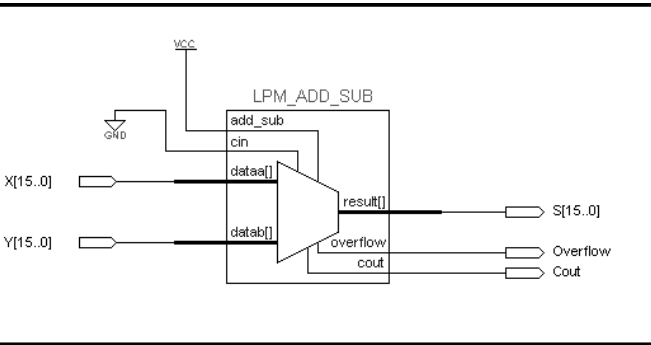 VCC
LPM_ADD_SUB
add_sub
GND
cin
dataa[]
X[15..0]
result[]
S[15..0]
datab[]
Y[15..0]
overflow
Overflow
cout
Cout